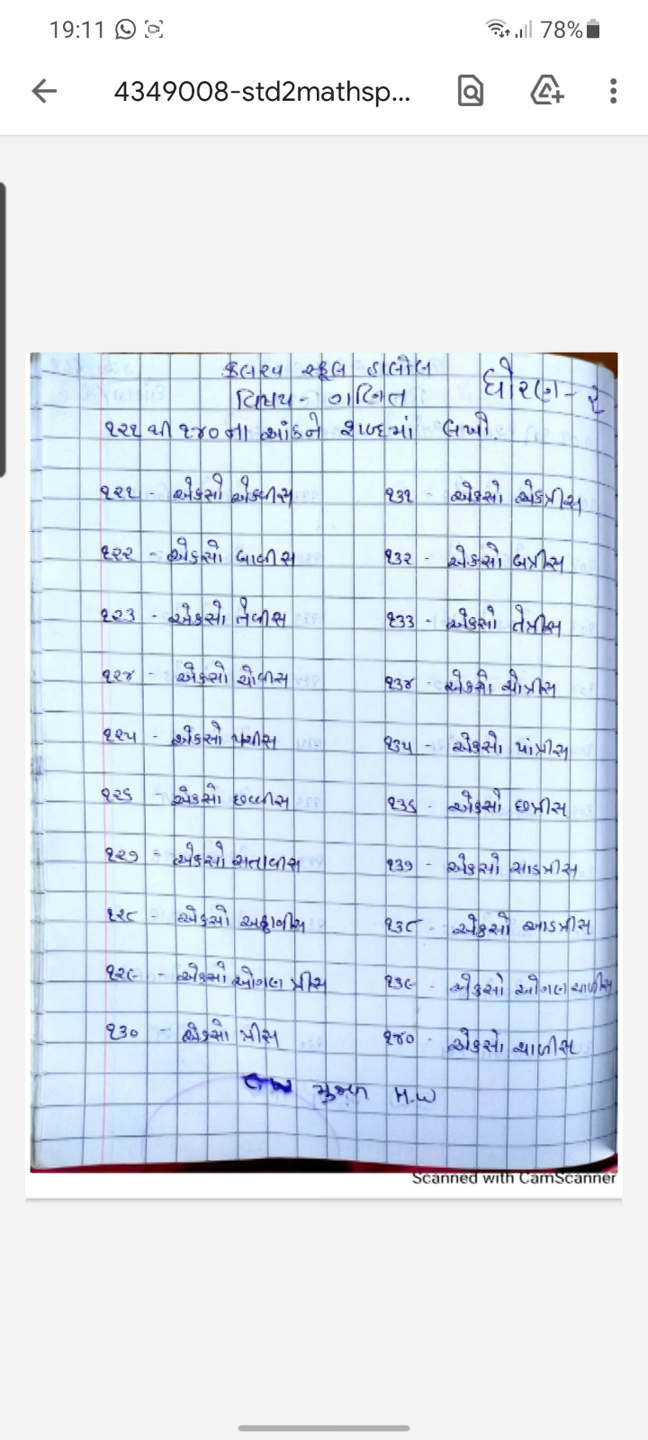 19:11 78%
4349008-std2mathsp...
કલરવ સ્કૂલ હાલોલ
ધોરણ - ૨
વિષય - ગણિત
૧૨૧ થી ૧૪૦ ના આંકને શબ્દમાં લખો.
૧૨૧ - એકસો એકવીસ ૧૩૧ - એકસો એકત્રીસ
૧૨૨ - એકસો બાવીસ ૧૩૨ - એકસો બત્રીસ
૧૨૩ - એકસો તેવીસ ૧૩૩ - એકસો તેત્રીસ
૧૨૪ - એકસો ચોવીસ ૧૩૪ - એકસો ચોત્રીસ
૧૨૫ - એકસો પચીસ ૧૩૫ - એકસો પાંત્રીસ
૧૨૬ - એકસો છવ્વીસ ૧૩૬ - એકસો છત્રીસ
૧૨૭ - એકસો સતાવીસ ૧૩૭ - એકસો સાડત્રીસ
૧૨૮ - એકસો અઠ્ઠાવીસ ૧૩૮ - એકસો આડત્રીસ
૧૨૯ - એકસો ઓગણત્રીસ ૧૩૯ - એકસો ઓગણચાળીસ
૧૩૦ - એકસો ત્રીસ ૧૪૦ - એકસો ચાળીસ
મુજબ H.W
Scanned with CamScanner